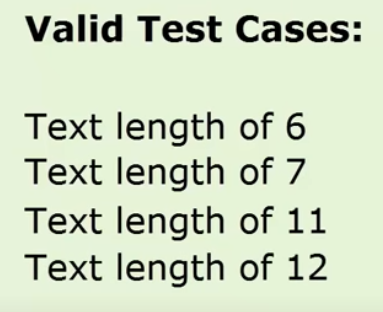 Valid Test Cases:
Text length of 6
Text length of 7
Text length of 11
Text length of 12